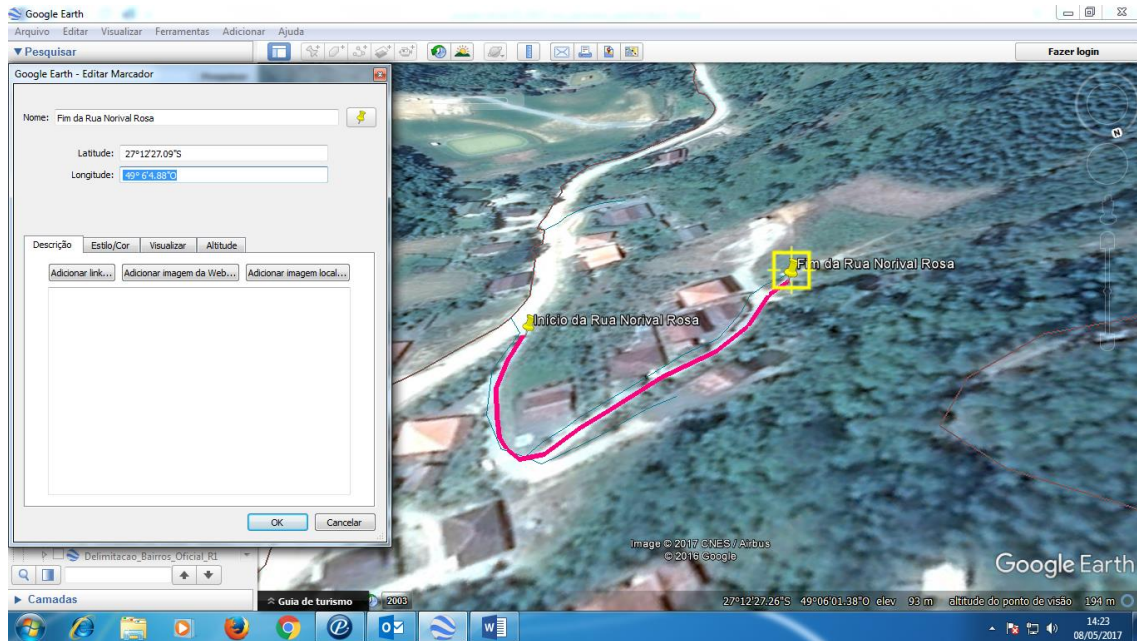 Google Earth
Arquivo Editar Visualizar Ferramentas Adicionar Ajuda
▼ Pesquisar
Fazer login
Google Earth - Editar Marcador
Nome: Fim da Rua Norival Rosa
Latitude: 27°12'27.09"S
Longitude: 49° 6'4.88"O
Descrição Estilo/Cor Visualizar Altitude
Adicionar link... Adicionar imagem da Web... Adicionar imagem local...
OK Cancelar
N
Fim da Rua Norival Rosa
Início da Rua Norival Rosa
Image © 2017 CNES / Airbus
© 2016 Google
Google Earth
Delimitacao_Bairros_Oficial_R1
Camadas
Guia de turismo
2003
27°12'27.26"S 49°06'01.38"O elev 93 m altitude do ponto de visão 194 m
14:23
08/05/2017